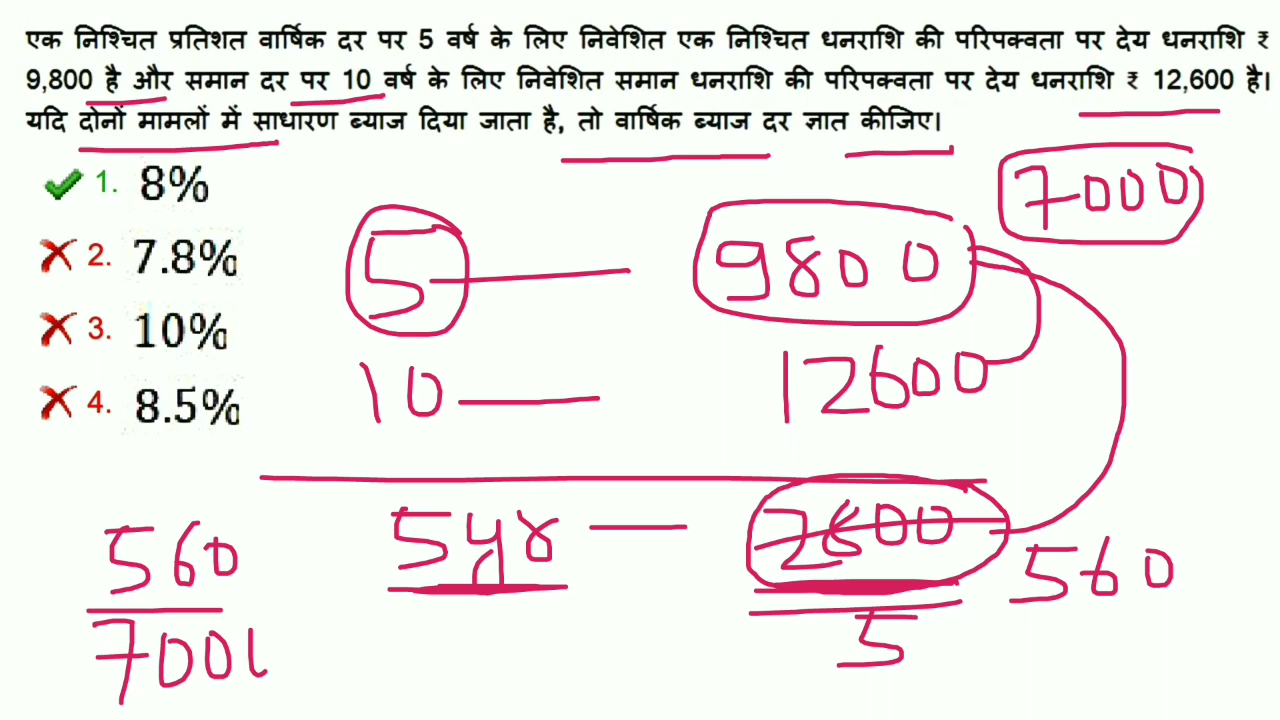 एक निश्चित प्रतिशत वार्षिक दर पर 5 वर्ष के लिए निवेशित एक निश्चित धनराशि की परिपक्वता पर देय धनराशि ₹
9,800 है और समान दर पर 10 वर्ष के लिए निवेशित समान धनराशि की परिपक्वता पर देय धनराशि ₹ 12,600 है।
यदि दोनों मामलों में साधारण ब्याज दिया जाता है, तो वार्षिक ब्याज दर ज्ञात कीजिए।
7000
1. 8%
2. 7.8%
5 9800
3. 10%
10 12600
4. 8.5%
5yr 2800 560
5
560
700